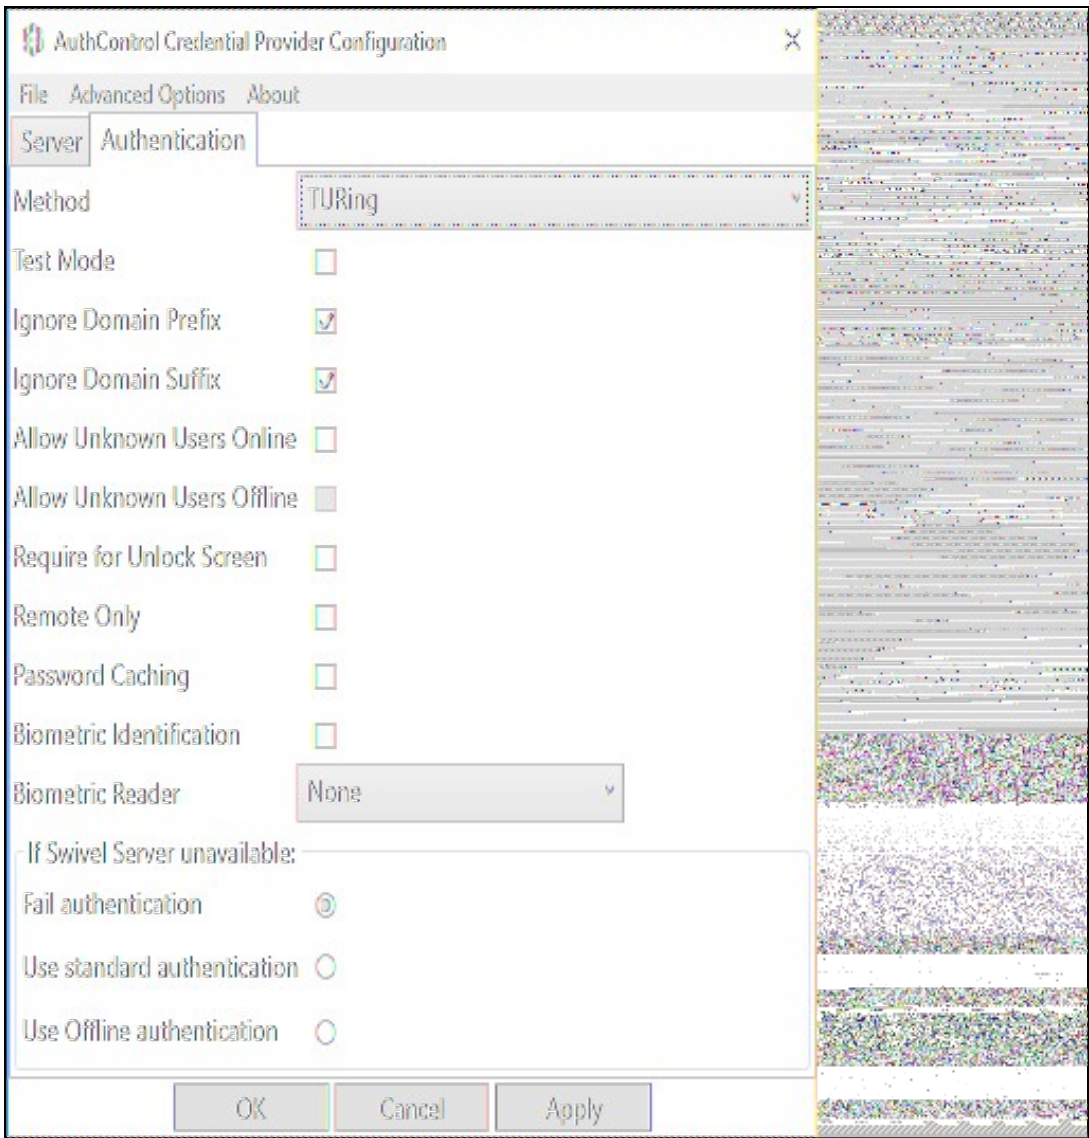 AuthControl Credential Provider Configuration
File Advanced Options About
Server Authentication
Method TURing
Test Mode
Ignore Domain Prefix
Ignore Domain Suffix
Allow Unknown Users Online
Allow Unknown Users Offline
Require for Unlock Screen
Remote Only
Password Caching
Biometric Identification
Biometric Reader None
If Swivel Server unavailable:
Fail authentication
Use standard authentication
Use Offline authentication
OK Cancel Apply